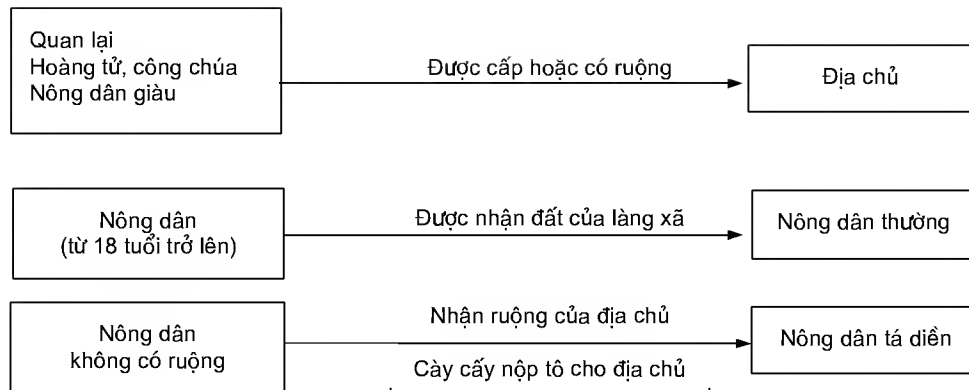 Quan lại
Hoàng tử, công chúa
Nông dân giàu
Được cấp hoặc có ruộng
Địa chủ
Nông dân
(từ 18 tuổi trở lên)
Được nhận đất của làng xã
Nông dân thường
Nông dân
không có ruộng
Nhận ruộng của địa chủ
Cày cấy nộp tô cho địa chủ
Nông dân tá diền